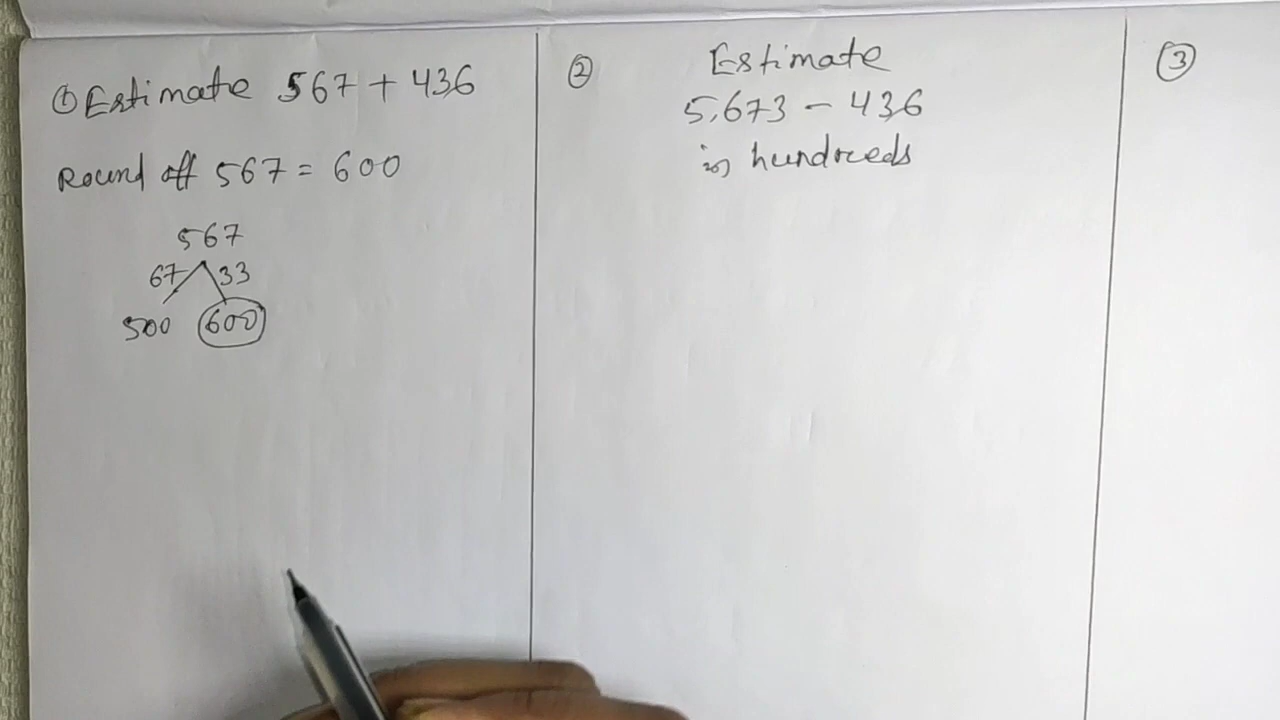 ① Estimate 567 + 436
Round off 567 = 600
567
67 33
500 600
②
Estimate
5,673 - 436
in hundreeds
③